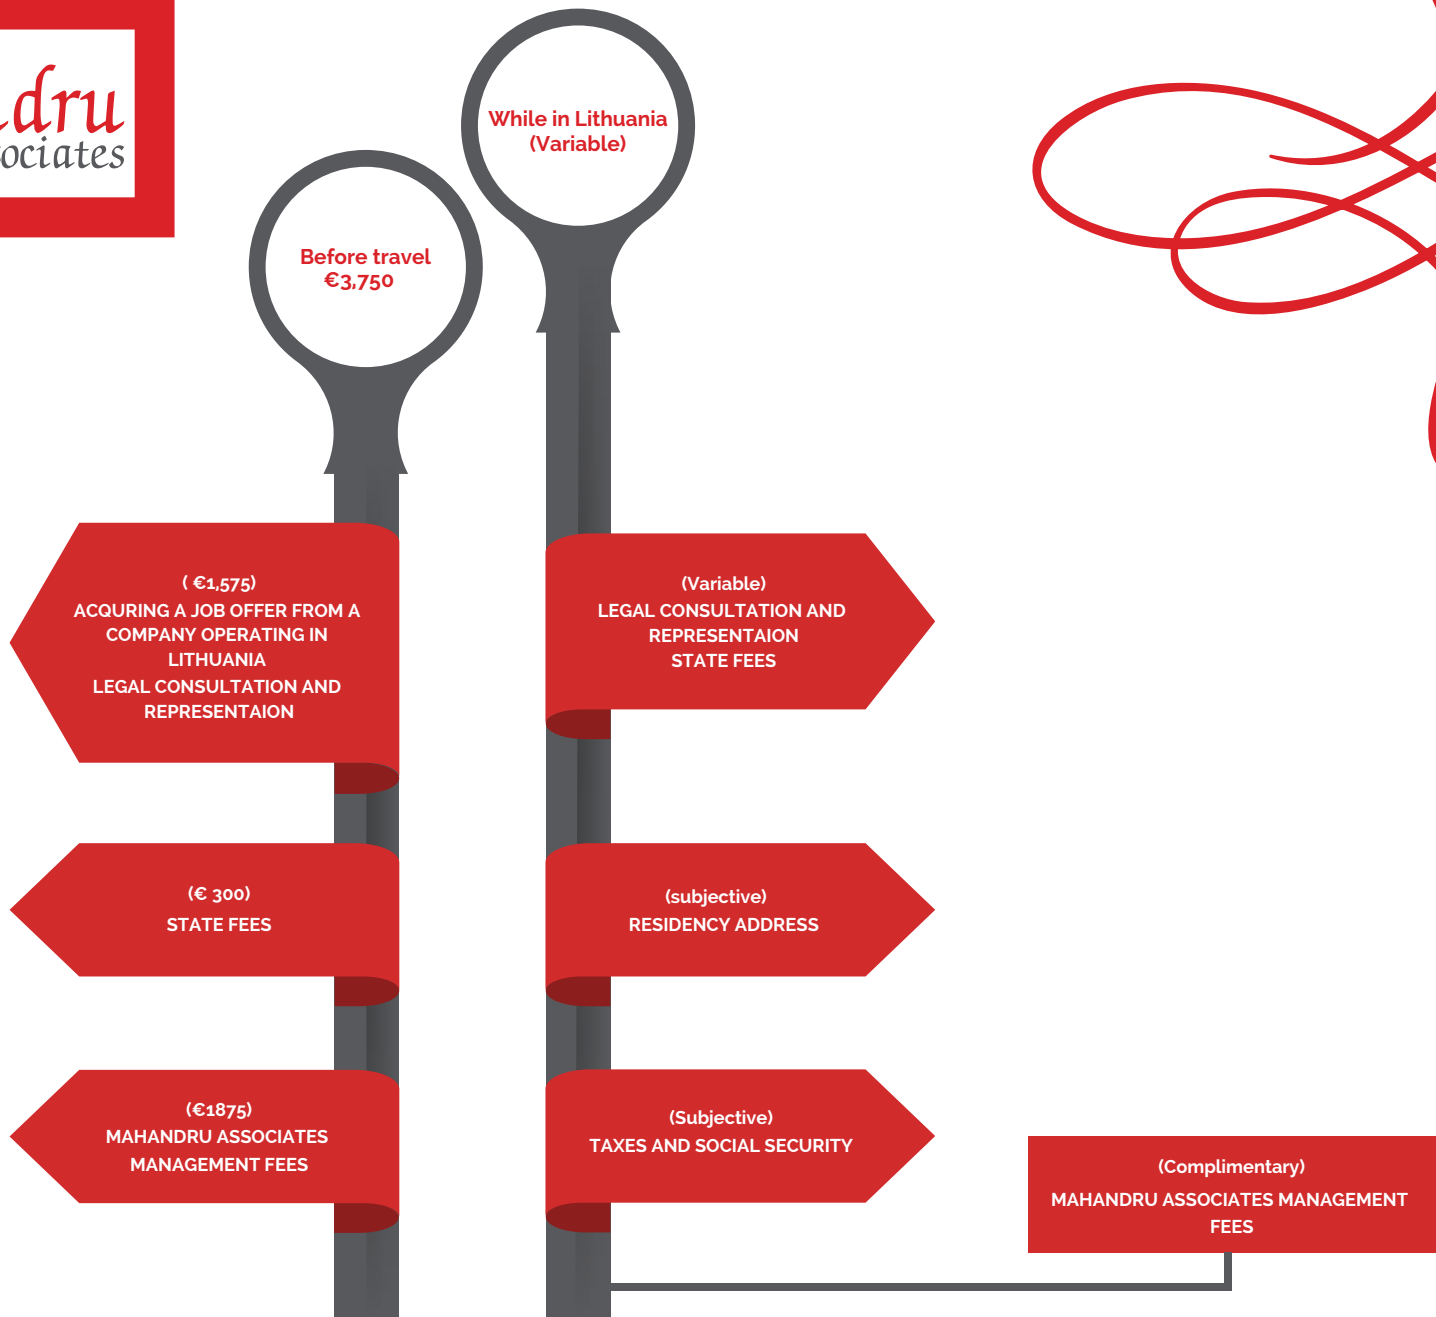 dru
ociates
While in Lithuania
(Variable)
Before travel
€3,750
( €1,575)
ACQURING A JOB OFFER FROM A
COMPANY OPERATING IN
LITHUANIA
LEGAL CONSULTATION AND
REPRESENTAION
(€ 300)
STATE FEES
(€1875)
MAHANDRU ASSOCIATES
MANAGEMENT FEES
(Variable)
LEGAL CONSULTATION AND
REPRESENTAION
STATE FEES
(subjective)
RESIDENCY ADDRESS
(Subjective)
TAXES AND SOCIAL SECURITY
(Complimentary)
MAHANDRU ASSOCIATES MANAGEMENT
FEES